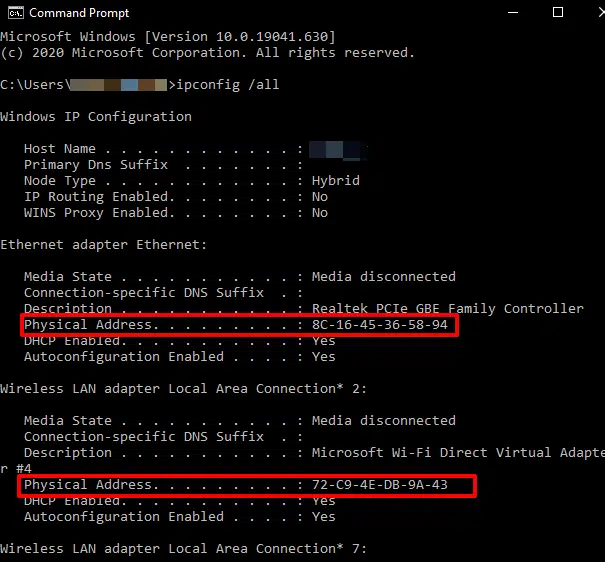 Command Prompt
Microsoft Windows [Version 10.0.19041.630]
(c) 2020 Microsoft Corporation. All rights reserved.
C:\Users\ >ipconfig /all
Windows IP Configuration
Host Name . . . . . . . . . . . . :
Primary Dns Suffix  . . . . . . . :
Node Type . . . . . . . . . . . . : Hybrid
IP Routing Enabled. . . . . . . . : No
WINS Proxy Enabled. . . . . . . . : No
Ethernet adapter Ethernet:
Media State . . . . . . . . . . . : Media disconnected
Connection-specific DNS Suffix  . :
Description . . . . . . . . . . . : Realtek PCIe GBE Family Controller
Physical Address. . . . . . . . . : 8C-16-45-36-58-94
DHCP Enabled. . . . . . . . . . . : Yes
Autoconfiguration Enabled . . . . : Yes
Wireless LAN adapter Local Area Connection* 2:
Media State . . . . . . . . . . . : Media disconnected
Connection-specific DNS Suffix  . :
Description . . . . . . . . . . . : Microsoft Wi-Fi Direct Virtual Adapte
r #4
Physical Address. . . . . . . . . : 72-C9-4E-DB-9A-43
DHCP Enabled. . . . . . . . . . . : Yes
Autoconfiguration Enabled . . . . : Yes
Wireless LAN adapter Local Area Connection* 7: